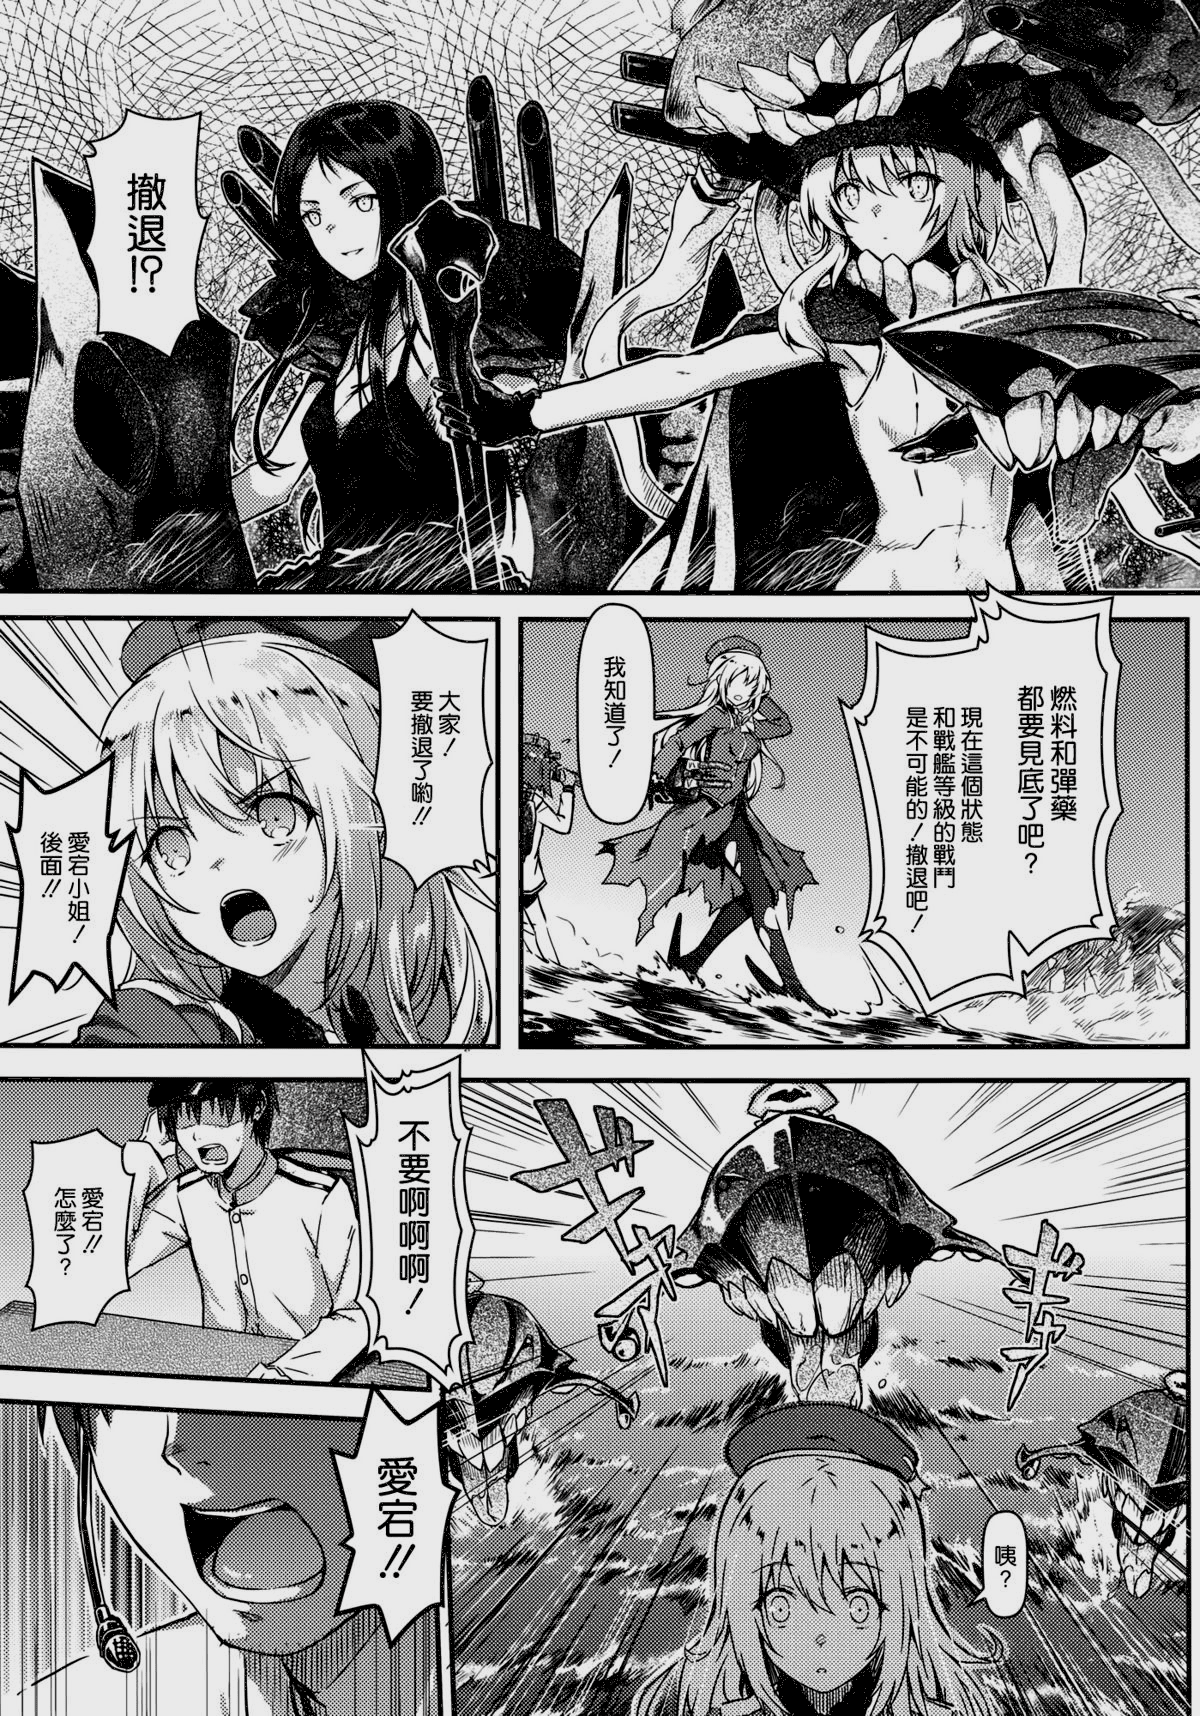 撤退!?
燃料和彈藥
都要見底了吧?
現在這個狀態
和戰艦等級的戰鬥
是不可能的!撤退吧!
我知道了!
大家!
要撤退了喲!!
愛宕小姐!
後面!!
ギャァ
ギャァ
咦?
不要啊啊啊!
愛宕!!
怎麼了?
愛宕!!